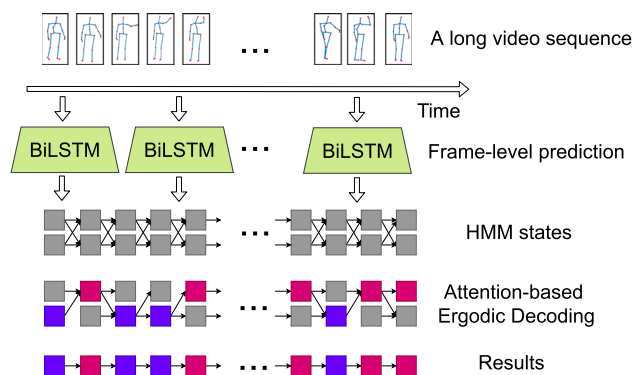 A long video sequence
Time
BiLSTM BiLSTM BiLSTM Frame-level prediction
HMM states
Attention-based
Ergodic Decoding
Results